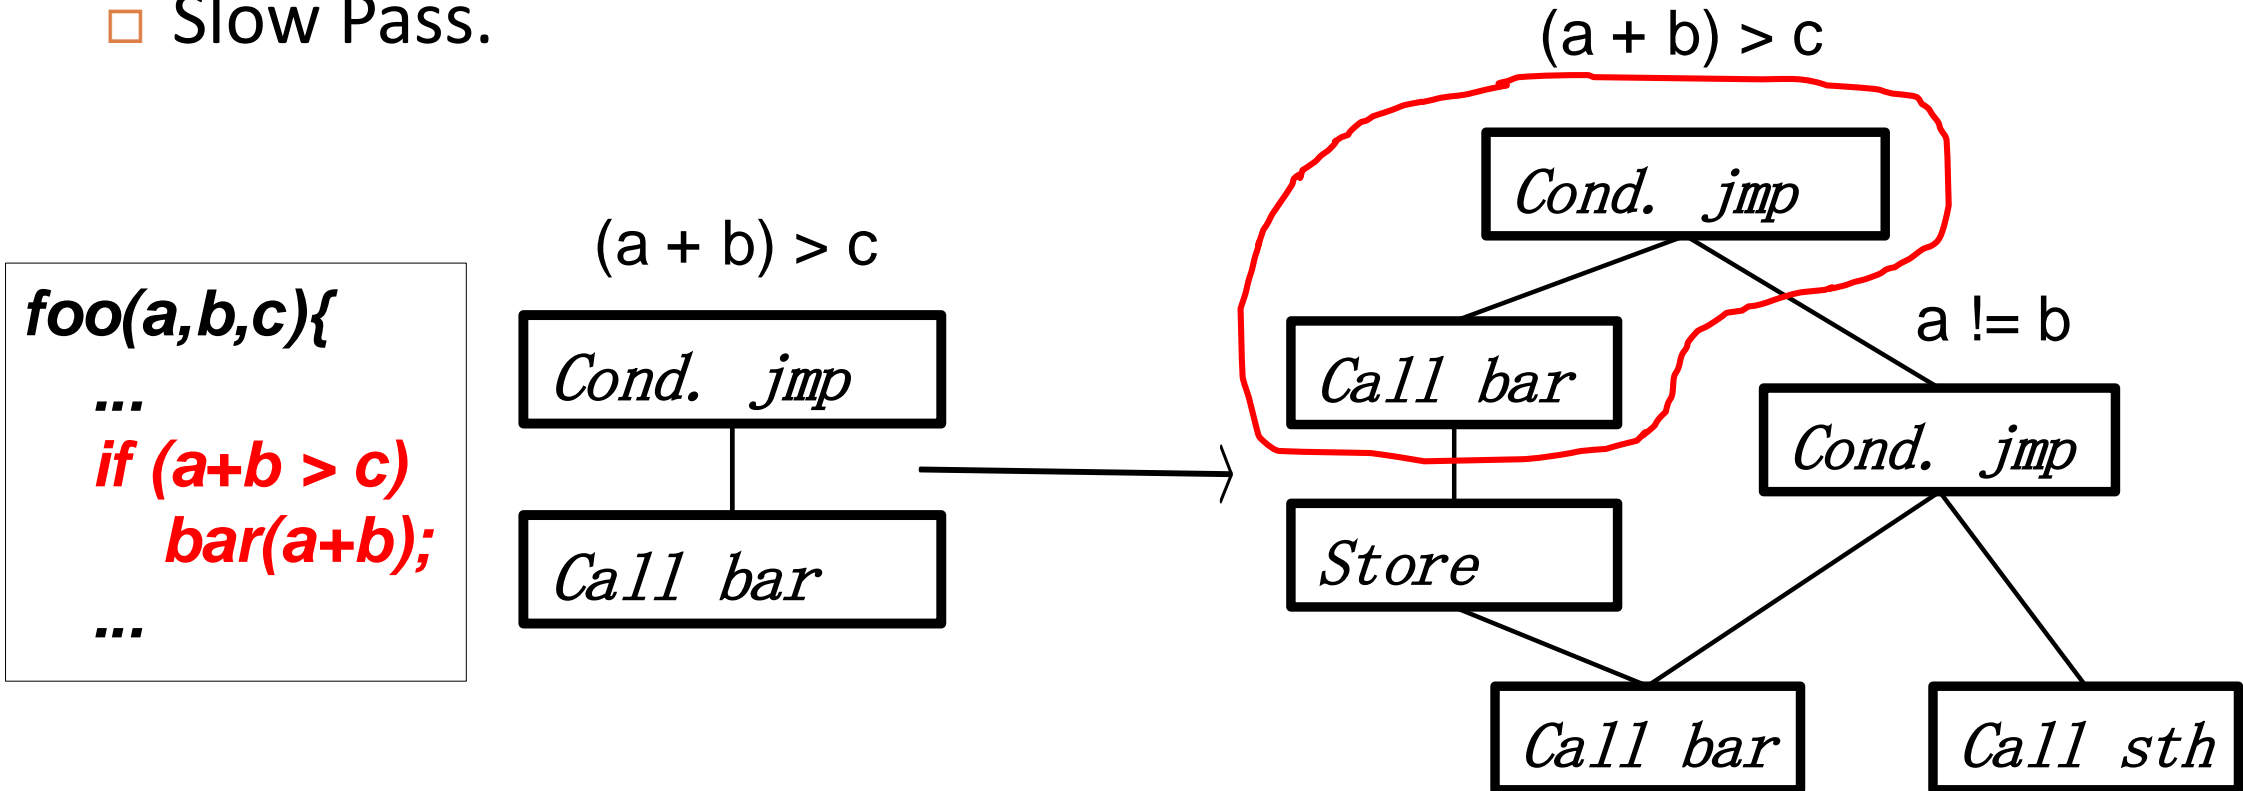 Slow Pass.
foo(a,b,c){
...
if (a+b > c)
bar(a+b);
...
(a + b) > c
Cond. jmp
Call bar
(a + b) > c
Cond. jmp
Call bar
a != b
Cond. jmp
Store
Call bar
Call sth